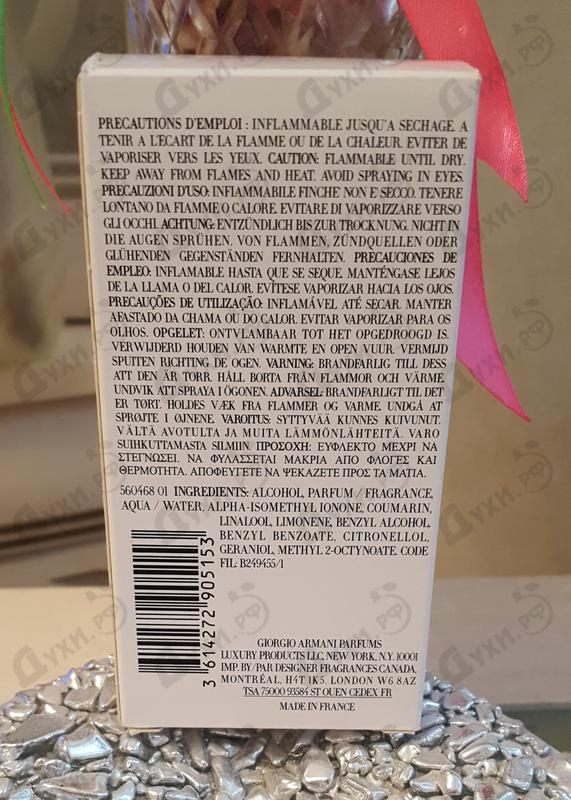 PRECAUTIONS D'EMPLOI : INFLAMMABLE JUSQU'A SECHAGE. A
TENIR A L'ECART DE LA FLAMME OU DE LA CHALEUR. EVITER DE
VAPORISER VERS LES YEUX. CAUTION: FLAMMABLE UNTIL DRY.
KEEP AWAY FROM FLAMES AND HEAT. AVOID SPRAYING IN EYES.
PRECAUZIONI D'USO: INFIAMMABILE FINCHE' NON E' SECCO. TENERE
LONTANO DA FIAMME O CALORE. EVITARE DI VAPORIZZARE VERSO
GLI OCCHI. ACHTUNG: ENTZÜNDLICH BIS ZUR TROCKNUNG. NICHT IN
DIE AUGEN SPRÜHEN. VON FLAMMEN, ZÜNDQUELLEN ODER
GLÜHENDEN GEGENSTÄNDEN FERNHALTEN. PRECAUCIONES DE
EMPLEO: INFLAMABLE HASTA QUE SE SEQUE. MANTÉNGASE LEJOS
DE LA LLAMA O DEL CALOR. EVÍTESE VAPORIZAR HACIA LOS OJOS.
PRECAUÇÕES DE UTILIZAÇÃO: INFLAMÁVEL ATÉ SECAR. MANTER
AFASTADO DA CHAMA OU DO CALOR. EVITAR VAPORIZAR PARA OS
OLHOS. OPGELET: ONTVLAMBAAR TOT HET OPGEDROOGD IS.
VERWIJDERD HOUDEN VAN WARMTE EN OPEN VUUR. VERMIJD
SPUITEN RICHTING DE OGEN. VARNING: BRANDFARLIG TILL DESS
ATT DEN ÄR TORR. HÅLL BORTA FRÅN FLAMMOR OCH VÄRME.
UNDVIK ATT SPRAYA I ÖGONEN. ADVARSEL: BRANDFARLIGT TIL DET
ER TØRT. HOLDES VÆK FRA FLAMMER OG VARME. UNDGÅ AT
SPRØJTE I ØJNENE. VAROITUS: SYTTYVÄÄ KUNNES KUIVUNUT.
VÄLTÄ AVOTULTA JA MUITA LÄMMÖNLÄHTEITÄ. VARO
SUIHKUTTAMASTA SILMIIN. ΠΡΟΣΟΧΗ: ΕΥΦΛΕΚΤΟ ΜΕΧΡΙ ΝΑ
ΣΤΕΓΝΩΣΕΙ. ΝΑ ΦΥΛΑΣΣΕΤΑΙ ΜΑΚΡΙΑ ΑΠΟ ΦΛΟΓΕΣ ΚΑΙ
ΘΕΡΜΟΤΗΤΑ. ΑΠΟΦΕΥΓΕΤΕ ΝΑ ΨΕΚΑΖΕΤΕ ΠΡΟΣ ΤΑ ΜΑΤΙΑ.
560468 01 INGREDIENTS: ALCOHOL, PARFUM / FRAGRANCE,
AQUA / WATER, ALPHA-ISOMETHYL IONONE, COUMARIN,
LINALOOL, LIMONENE, BENZYL ALCOHOL,
BENZYL BENZOATE, CITRONELLOL,
GERANIOL, METHYL 2-OCTYNOATE. CODE
FIL: B249455/1
3 614272 905153
GIORGIO ARMANI PARFUMS
LUXURY PRODUCTS LLC, NEW YORK, N.Y. 10001
IMP. BY/PAR DESIGNER FRAGRANCES CANADA,
MONTRÉAL, H4T 1K5. LONDON W6 8AZ
TSA 75000 93584 ST OUEN CEDEX FR
MADE IN FRANCE
Духи.рф